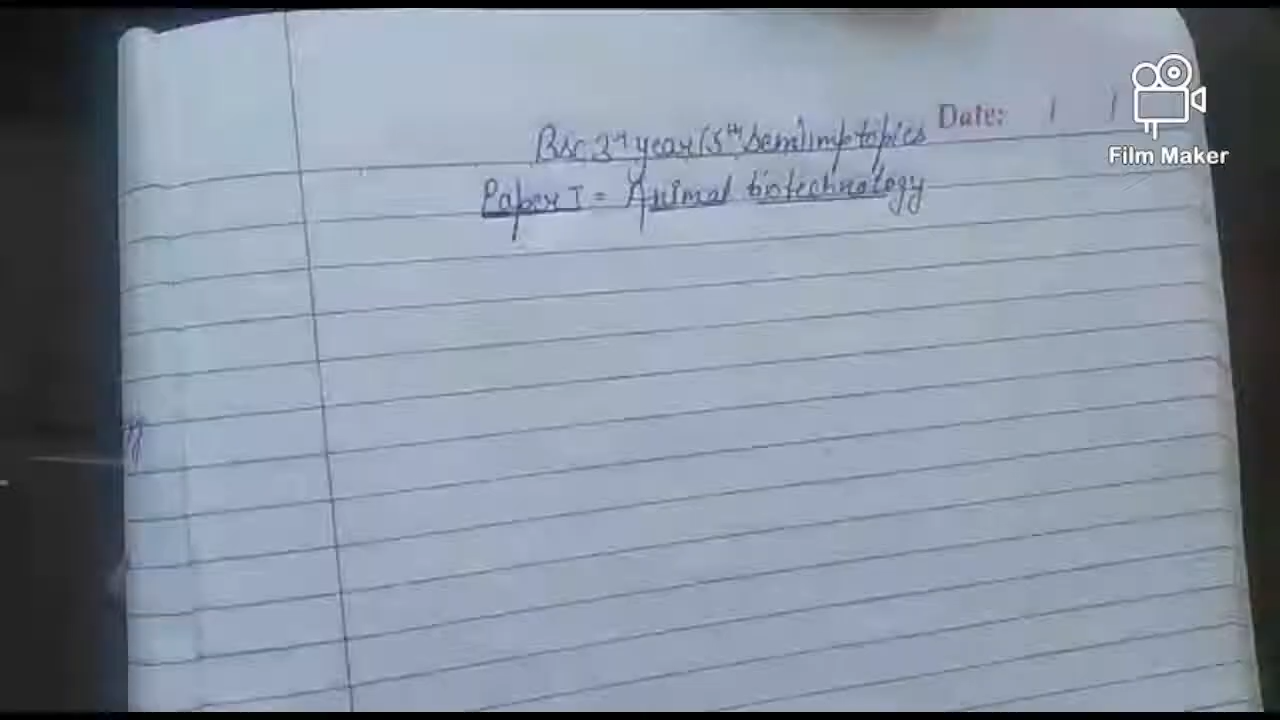 Bsc 3rd year (5th sem) imp topics
Date: / /
Film Maker
Paper I = Animal biotechnology